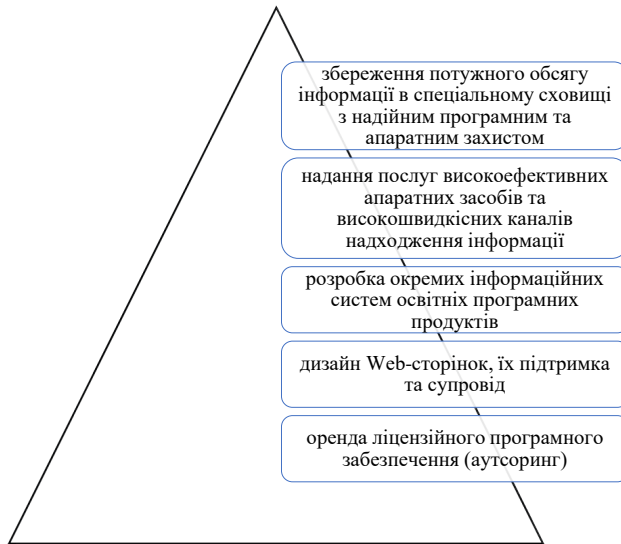 збереження потужного обсягу
інформації в спеціальному сховищі
з надійним програмним та
апаратним захистом
надання послуг високоефективних
апаратних засобів та
високошвидкісних каналів
надходження інформації
розробка окремих інформаційних
систем освітніх програмних
продуктів
дизайн Web-сторінок, їх підтримка
та супровід
оренда ліцензійного програмного
забезпечення (аутсоринг)